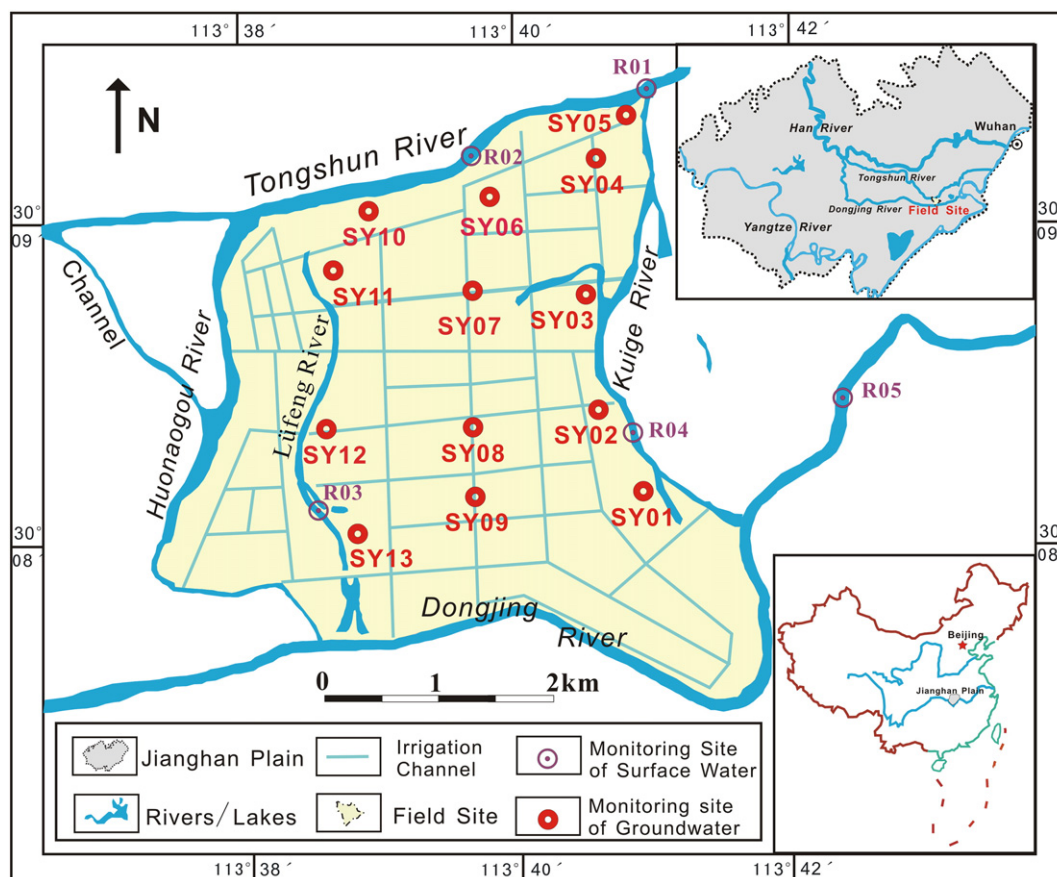 113° 38 ´
113° 40 ´
113° 42 ´
R01
N
SY05
Han River
Wuhan
Tongshun River
R02
SY04
Tongshun River
Dongjing River
Field Site
Yangtze River
30°
09´
30
09
SY10
SY06
Channel
SY11
SY07
SY03
Kuige River
Huonaogou River
Lüfeng River
R05
SY02
R04
SY12
SY08
R03
SY09
SY01
SY13
30°
08´
30
08
Dongjing
River
Beijing
Jianghan Plain
0 1 2km
Jianghan Plain
Irrigation
Channel
Monitoring Site
of Surface Water
Rivers/Lakes
Field Site
Monitoring site
of Groundwater
113° 38 ´
113° 40 ´
113° 42 ´